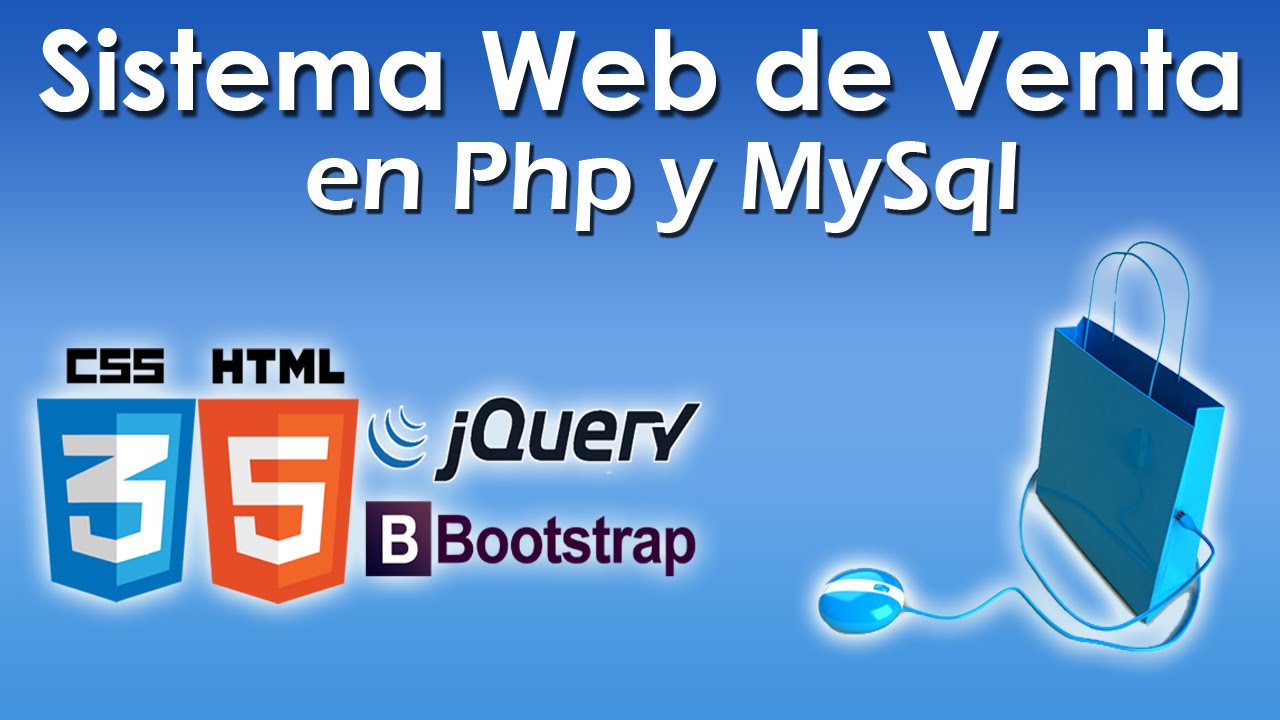 Sistema Web de Venta
en Php y MySql
CSS HTML
3 5
jQuery
B Bootstrap